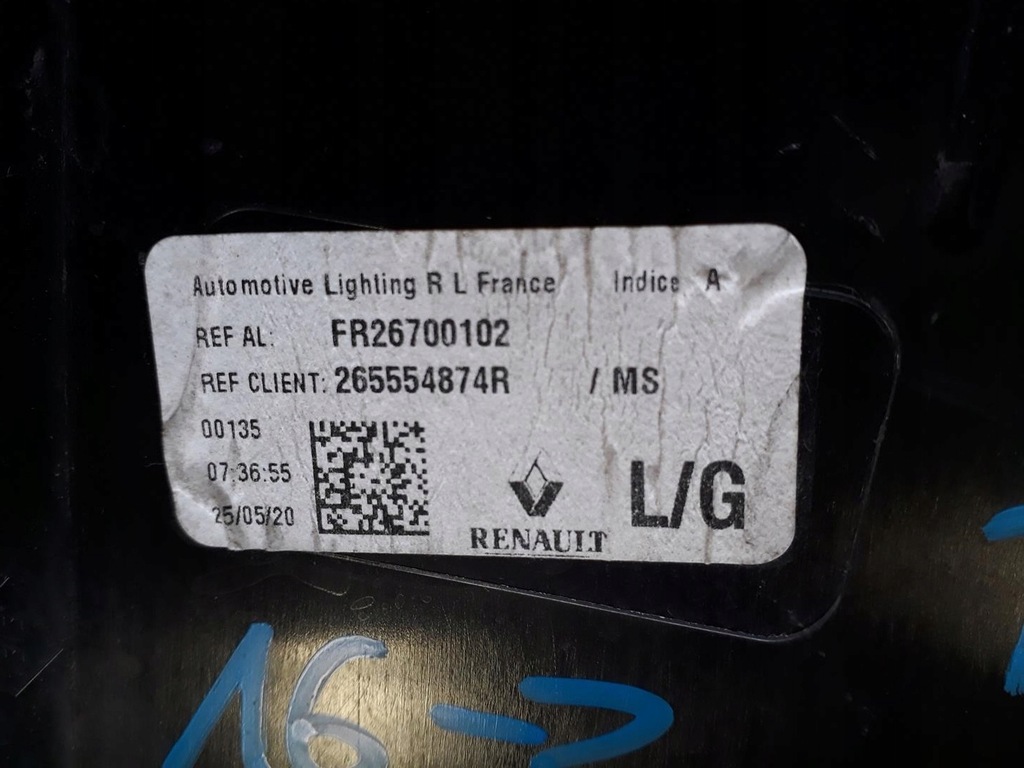 Automotive Lighting R L France Indice A
REF AL: FR26700102
REF CLIENT: 265554874R / MS
00135
07:36:55
25/05/20
RENAULT
L/G
16->